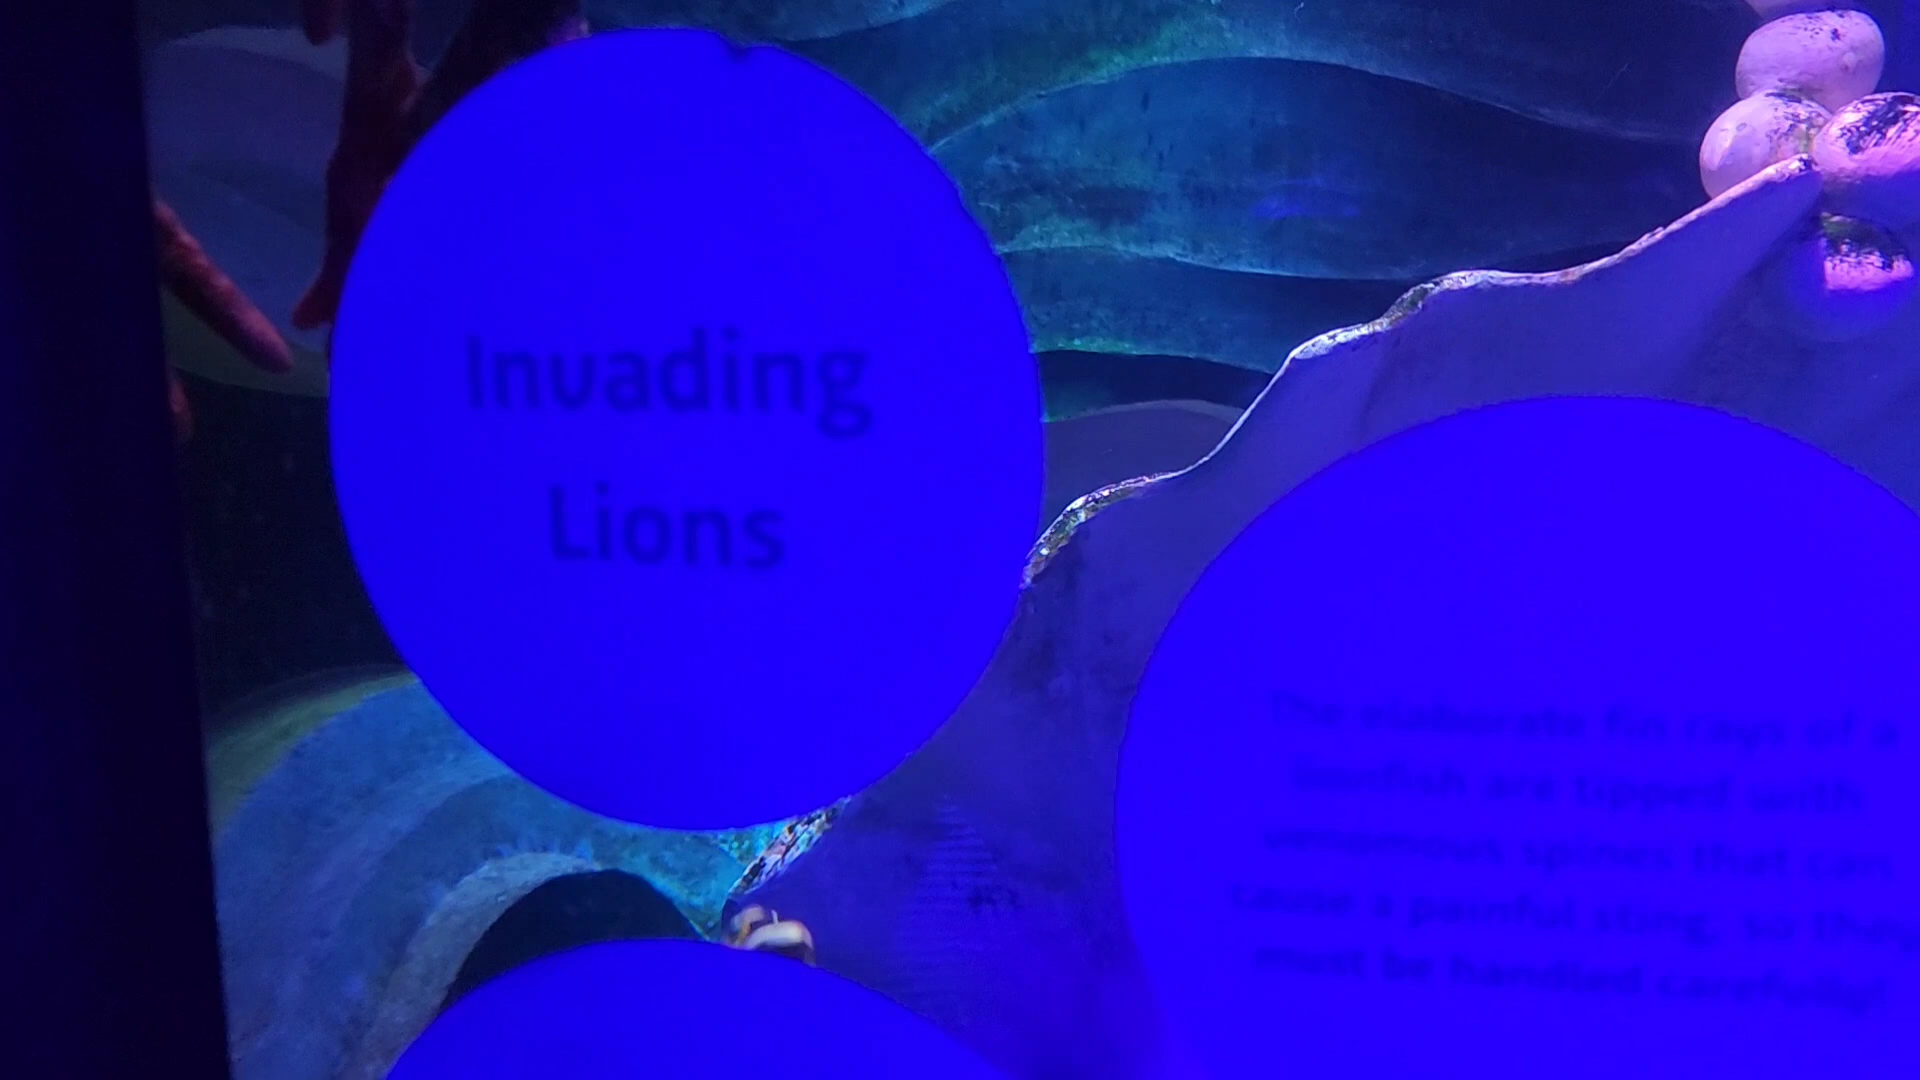 Invading
Lions
The elaborate fin rays of a
lionfish are tipped with
venomous spines that can
cause a painful sting, so they
must be handled carefully!